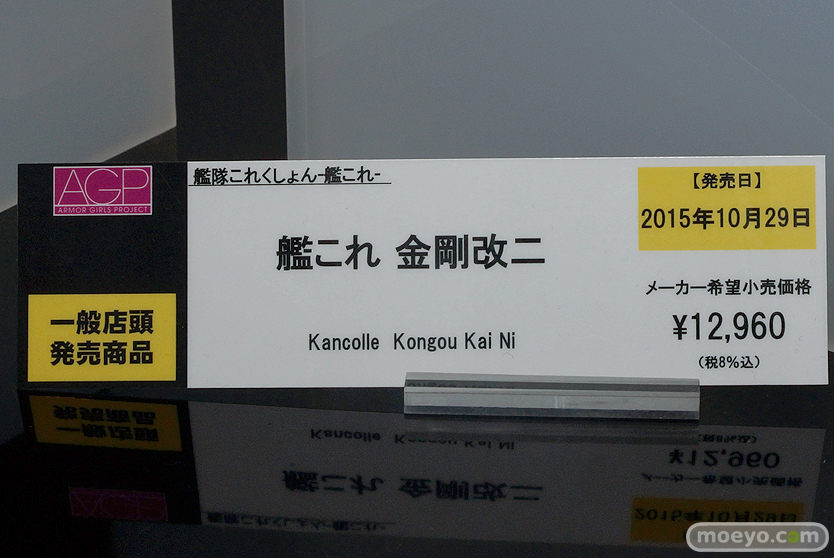 AGP
ARMOR GIRLS PROJECT
一般店頭
発売商品
艦隊これくしょん-艦これ-
艦これ 金剛改二
Kancolle Kongou Kai Ni
【発売日】
2015年10月29日
メーカー希望小売価格
¥12,960
(税8%込)
moeyo.com